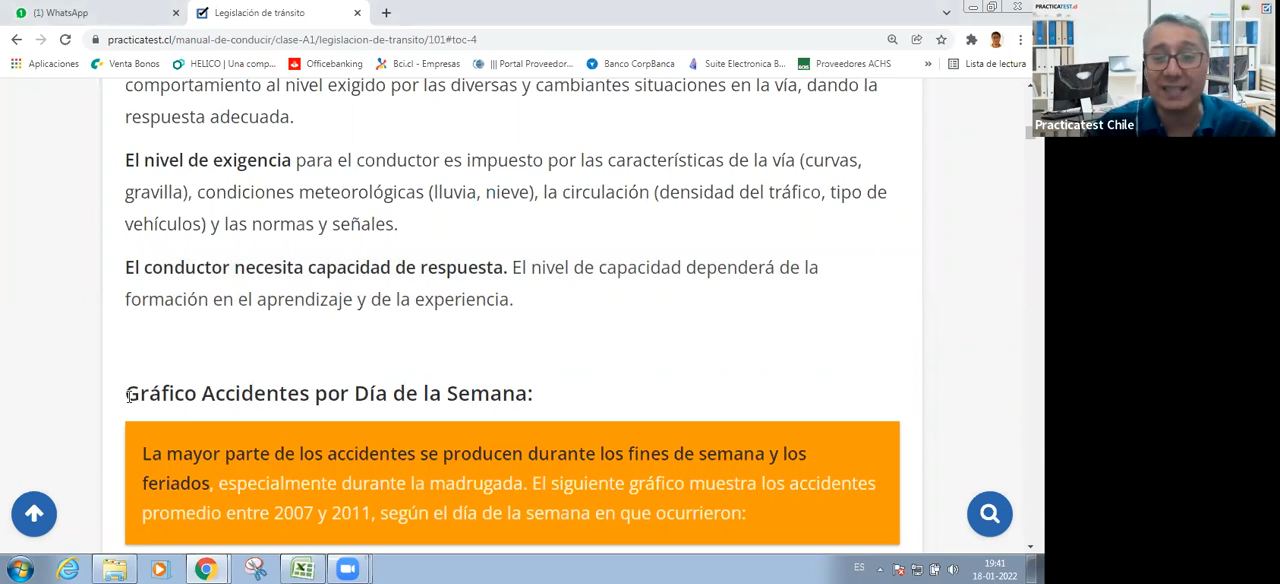 (1) WhatsApp
Legislación de tránsito
practicatest.cl/manual-de-conducir/clase-A1/legislacion-de-transito/101#toc-4
Aplicaciones
Venta Bonos
HELICO | Una comp...
Officebanking
Bci.cl - Empresas
||| Portal Proveedor...
Banco CorpBanca
Suite Electronica B...
Proveedores ACHS
»
Lista de lectura
PRACTICATEST.cl
Practicatest Chile
comportamiento al nivel exigido por las diversas y cambiantes situaciones en la vía, dando la
respuesta adecuada.
El nivel de exigencia para el conductor es impuesto por las características de la vía (curvas,
gravilla), condiciones meteorológicas (lluvia, nieve), la circulación (densidad del tráfico, tipo de
vehículos) y las normas y señales.
El conductor necesita capacidad de respuesta. El nivel de capacidad dependerá de la
formación en el aprendizaje y de la experiencia.
Gráfico Accidentes por Día de la Semana:
La mayor parte de los accidentes se producen durante los fines de semana y los
feriados, especialmente durante la madrugada. El siguiente gráfico muestra los accidentes
promedio entre 2007 y 2011, según el día de la semana en que ocurrieron:
ES
19:41
18-01-2022